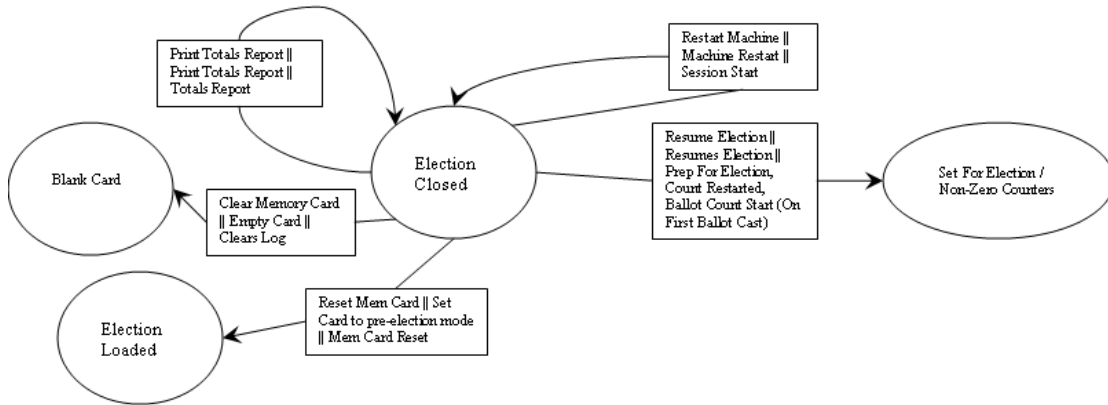 Print Totals Report ||
Print Totals Report ||
Totals Report
Restart Machine ||
Machine Restart ||
Session Start
Election
Closed
Resume Election ||
Resumes Election ||
Prep For Election,
Count Restarted,
Ballot Count Start (On
First Ballot Cast)
Set For Election /
Non-Zero Counters
Blank Card
Clear Memory Card
|| Empty Card ||
Clears Log
Reset Mem Card || Set
Card to pre-election mode
|| Mem Card Reset
Election
Loaded